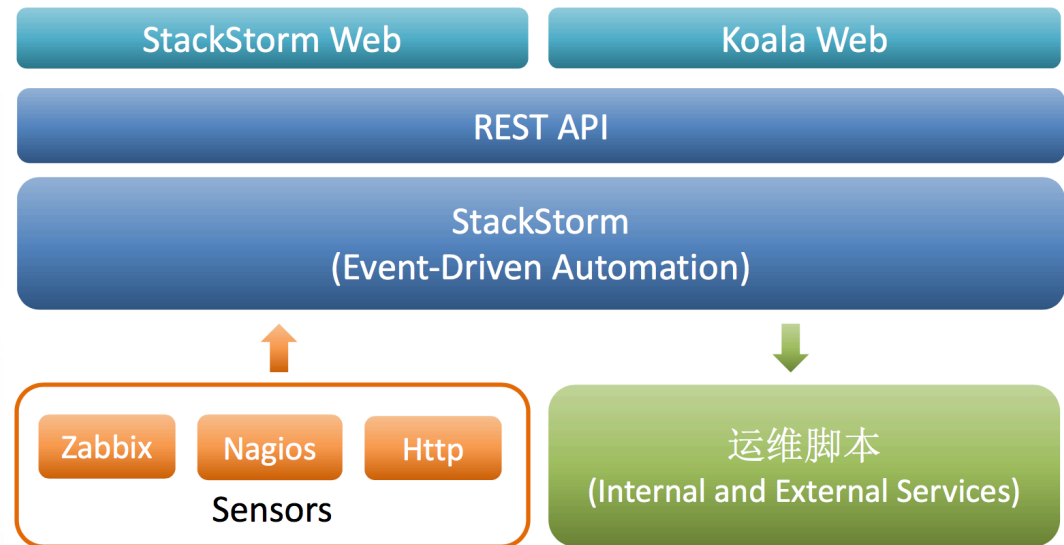 StackStorm Web
Koala Web
REST API
StackStorm
(Event-Driven Automation)
Zabbix
Nagios
Http
Sensors
运维脚本
(Internal and External Services)